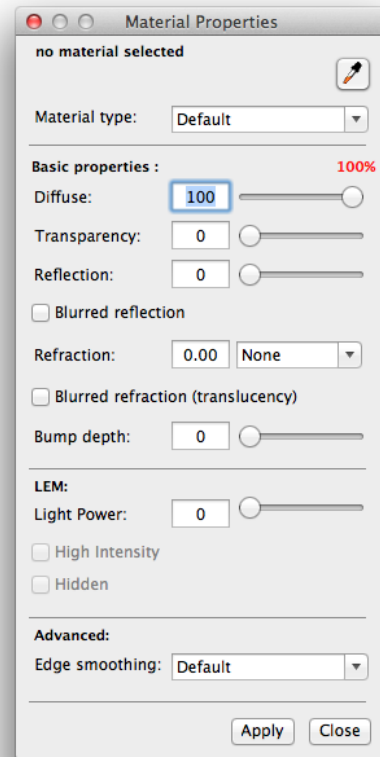 Material Properties
no material selected
Material type: Default
Basic properties : 100%
Diffuse: 100
Transparency: 0
Reflection: 0
Blurred reflection
Refraction: 0.00 None
Blurred refraction (translucency)
Bump depth: 0
LEM:
Light Power: 0
High Intensity
Hidden
Advanced:
Edge smoothing: Default
Apply Close